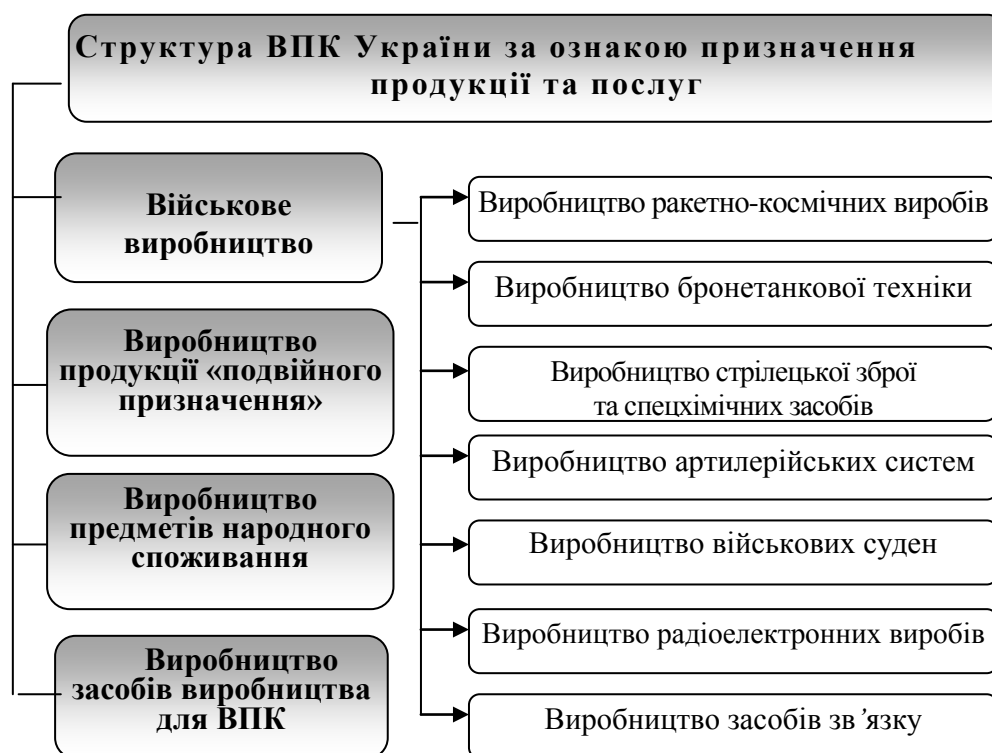 Структура ВПК України за ознакою призначення
продукції та послуг
Військове
виробництво
Виробництво
продукції «подвійного
призначення»
Виробництво
предметів народного
споживання
Виробництво
засобів виробництва
для ВПК
Виробництво ракетно-космічних виробів
Виробництво бронетанкової техніки
Виробництво стрілецької зброї
та спецхімічних засобів
Виробництво артилерійських систем
Виробництво військових суден
Виробництво радіоелектронних виробів
Виробництво засобів зв’язку